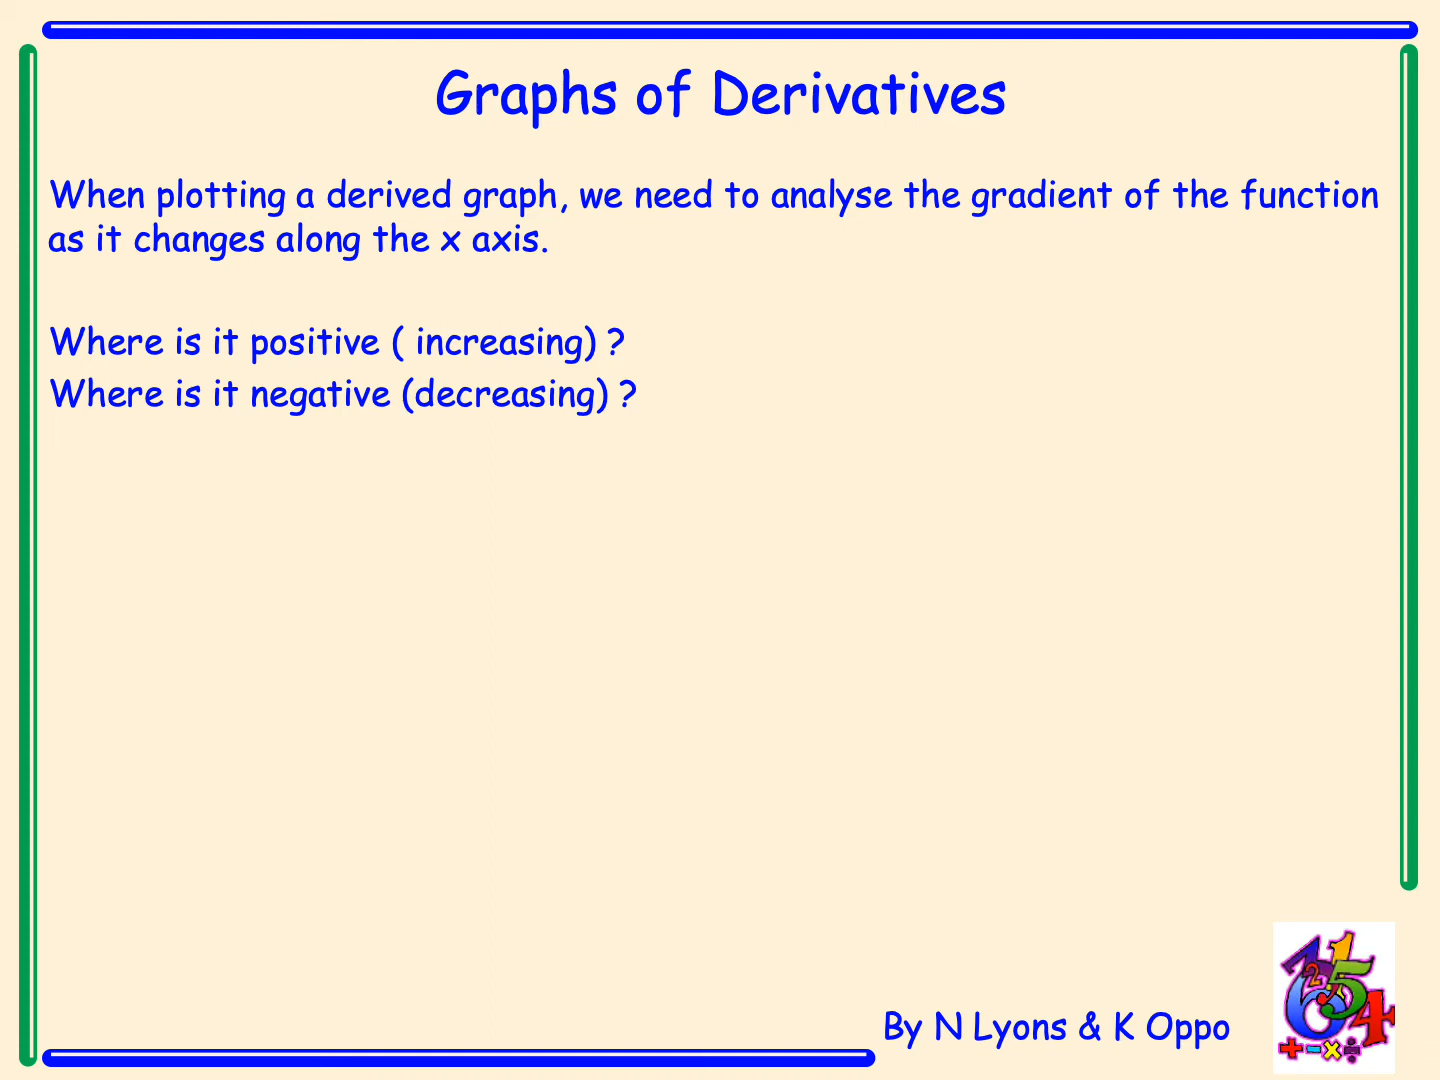 Graphs of Derivatives
When plotting a derived graph, we need to analyse the gradient of the function
as it changes along the x axis.
Where is it positive ( increasing) ?
Where is it negative (decreasing) ?
By N Lyons & K Oppo